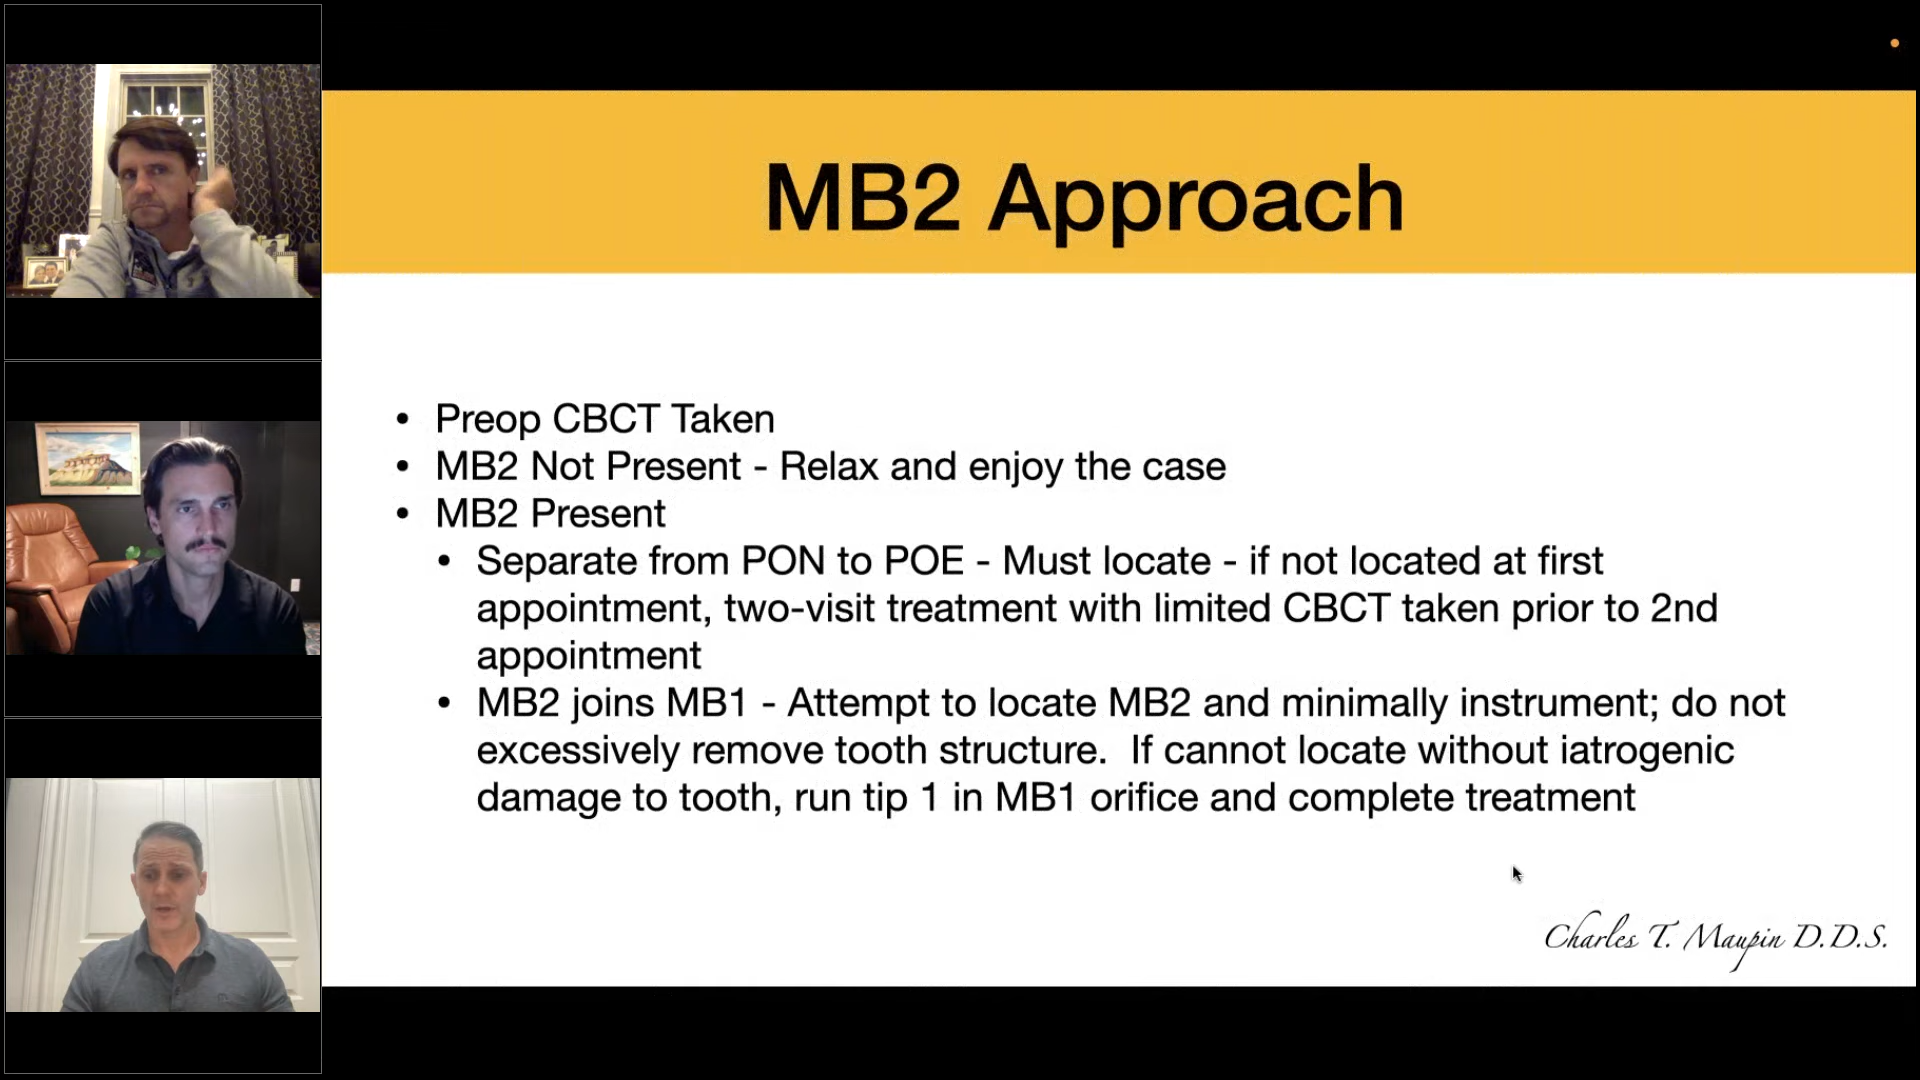 MB2 Approach
• Preop CBCT Taken
• MB2 Not Present - Relax and enjoy the case
• MB2 Present
• Separate from PON to POE - Must locate - if not located at first
appointment, two-visit treatment with limited CBCT taken prior to 2nd
appointment
• MB2 joins MB1 - Attempt to locate MB2 and minimally instrument; do not
excessively remove tooth structure.  If cannot locate without iatrogenic
damage to tooth, run tip 1 in MB1 orifice and complete treatment
Charles T. Maupin D.D.S.